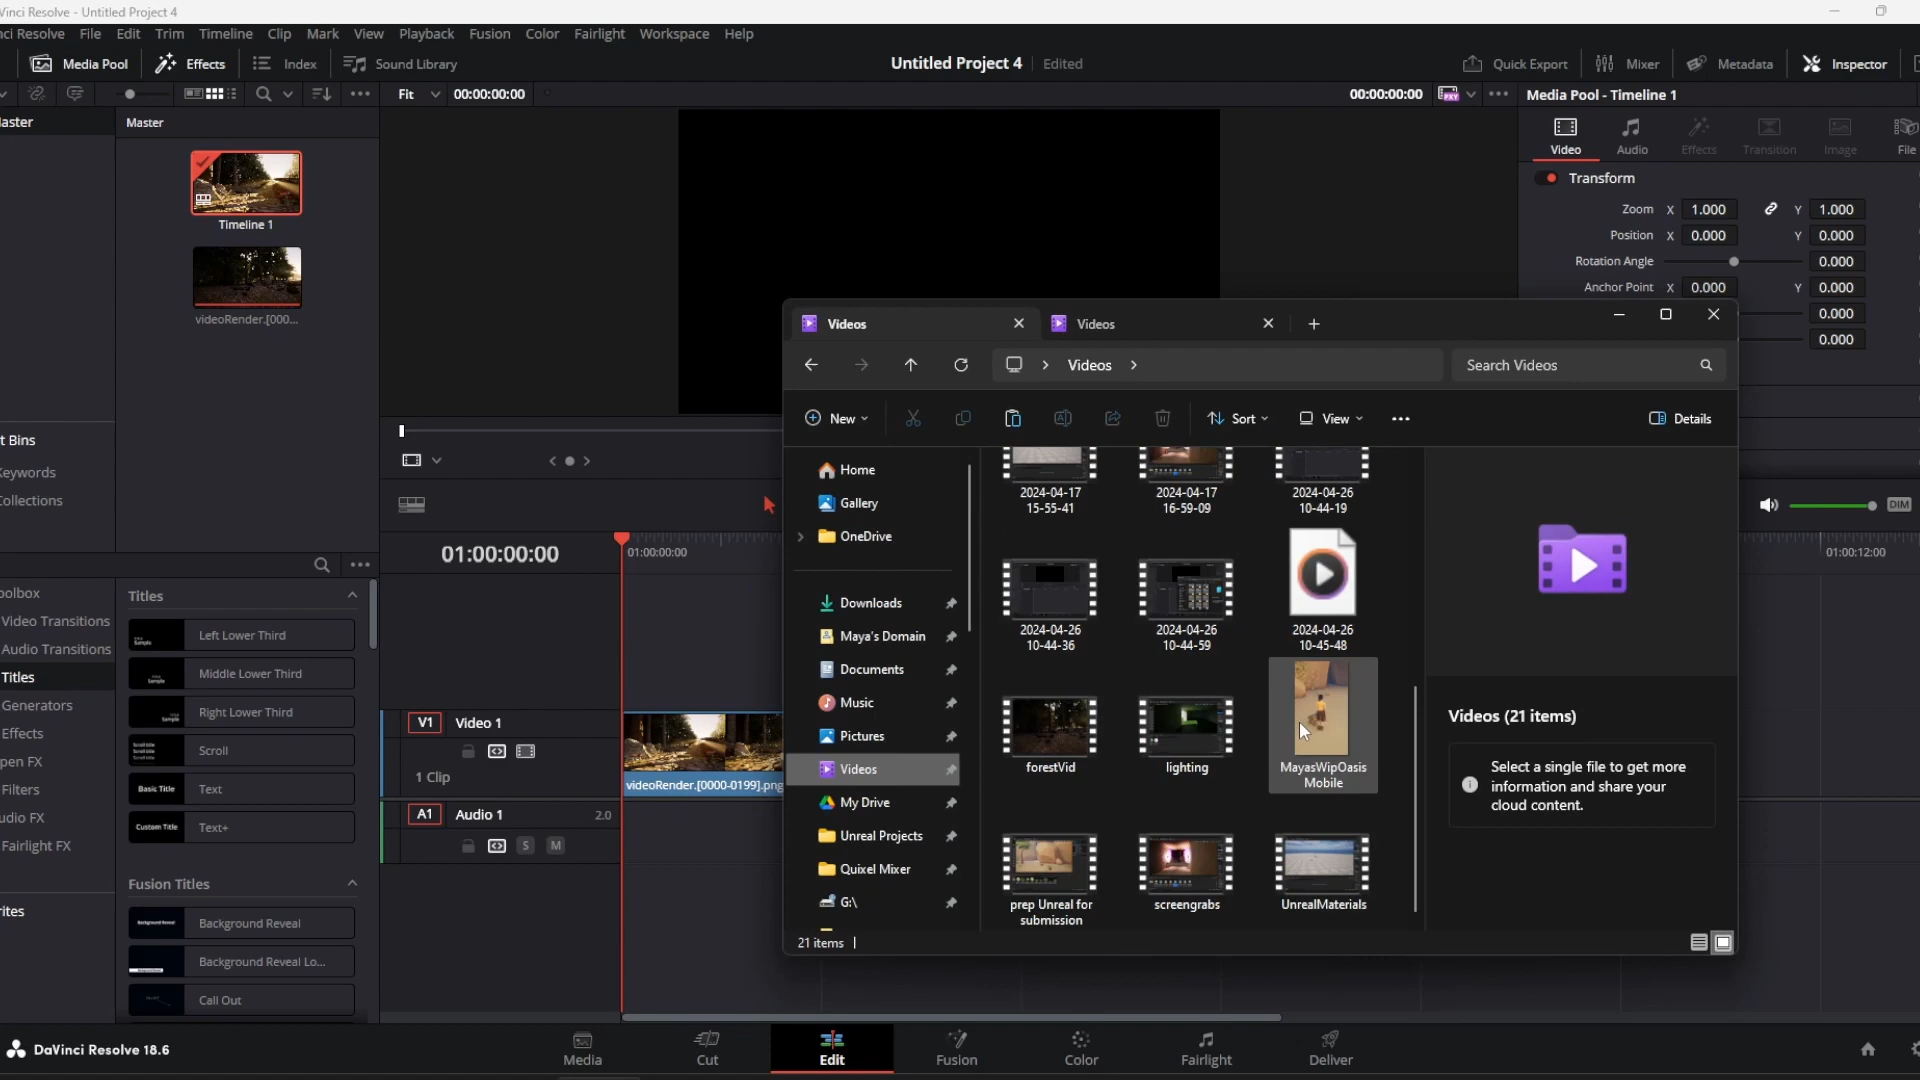 Vinci Resolve - Untitled Project 4
nci Resolve File Edit Trim Timeline Clip Mark View Playback Fusion Color Fairlight Workspace Help
Media Pool Effects Index Sound Library
Untitled Project 4 Edited
Quick Export Mixer Metadata Inspector
Fit 00:00:00:00
00:00:00:00
Media Pool - Timeline 1
laster
Master
Timeline 1
videoRender.[000...
t Bins
Keywords
Collections
Video Audio Effects Transition Image File
Transform
Zoom X 1.000 Y 1.000
Position X 0.000 Y 0.000
Rotation Angle 0.000
Anchor Point X 0.000 Y 0.000
0.000
0.000
Videos
Videos
Videos
Search Videos
New
Sort
View
Details
Home
Gallery
OneDrive
Downloads
Maya's Domain
Documents
Music
Pictures
Videos
My Drive
Unreal Projects
Quixel Mixer
G:\
2024-04-17
15-55-41
2024-04-17
16-59-09
2024-04-26
10-44-19
2024-04-26
10-44-36
2024-04-26
10-44-59
2024-04-26
10-45-48
forestVid
lighting
MayasWipOasis
Mobile
prep Unreal for
submission
screengrabs
UnrealMaterials
Videos (21 items)
Select a single file to get more
information and share your
cloud content.
21 items
DIM
01:00:12:00
01:00:00:00
01:00:00:00
V1 Video 1
1 Clip
videoRender.[0000-0199].png
A1 Audio 1 2.0
S M
oolbox
Video Transitions
Audio Transitions
Titles
Generators
Effects
pen FX
Filters
udio FX
Fairlight FX
rites
Titles
Left Lower Third
Middle Lower Third
Right Lower Third
Scroll
Basic Title Text
Custom Title Text+
Fusion Titles
Background Reveal
Background Reveal Lo...
Call Out
DaVinci Resolve 18.6
Media Cut Edit Fusion Color Fairlight Deliver